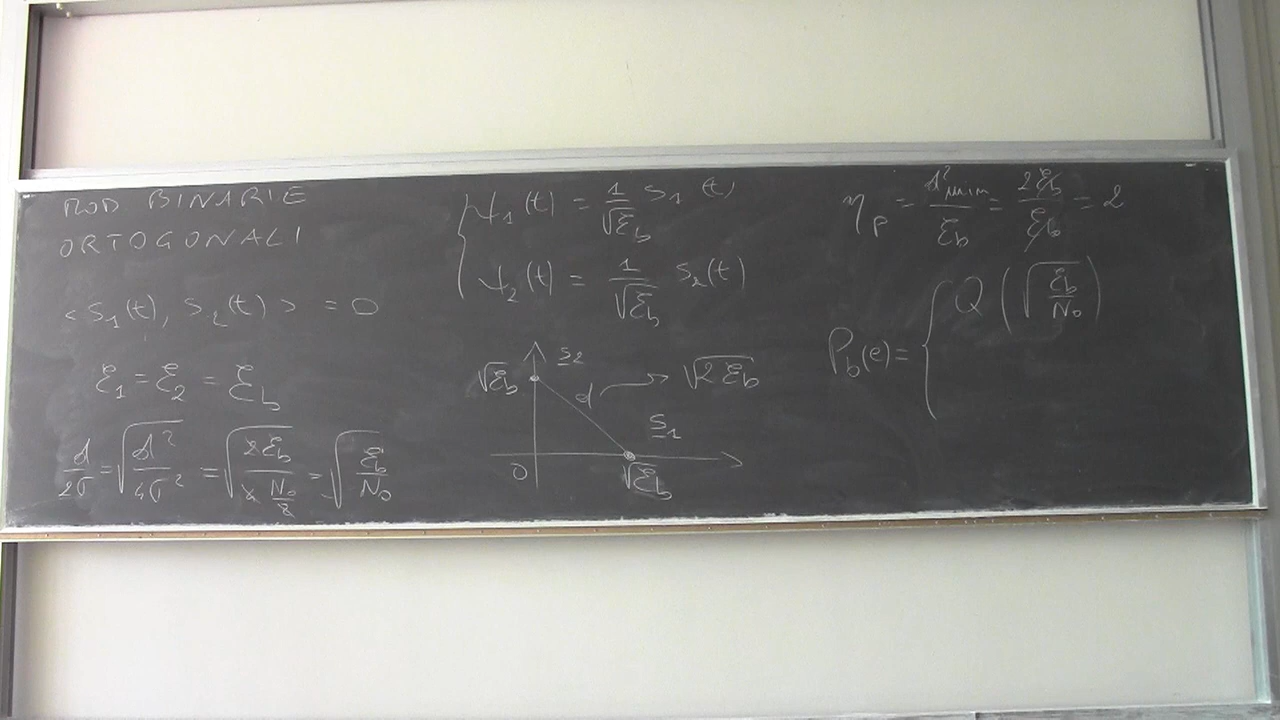 MOD BINARIE
ORTOGONALI
< s₁(t), s₂(t) > = 0
ℰ₁ = ℰ₂ = ℰb
d/2σ = √(d²/4σ²) = √(2ℰb/(4 N₀/2)) = √(ℰb/N₀)
ψ₁(t) = 1/√ℰb s₁(t)
ψ₂(t) = 1/√ℰb s₂(t)
s₂
√ℰb
d → √2ℰb
s₁
0
√ℰb
ηp = d²min/ℰb = 2ℰb/ℰb = 2
Pb(e) = { Q(√(ℰb/N₀))